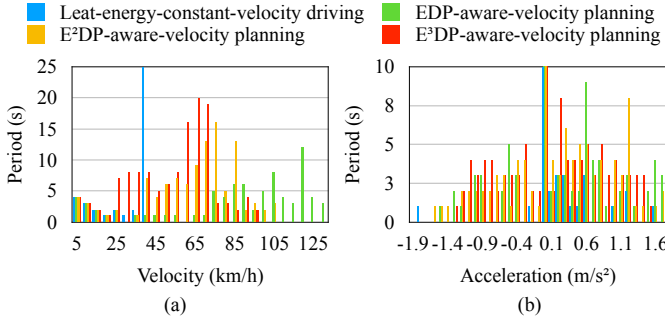 Leat-energy-constant-velocity driving EDP-aware-velocity planning
E²DP-aware-velocity planning E³DP-aware-velocity planning
25
20
15
10
5
0
Period (s)
5 25 45 65 85 105 125
Velocity (km/h)
(a)
10
8
5
3
0
Period (s)
-1.9 -1.4 -0.9 -0.4 0.1 0.6 1.1 1.6
Acceleration (m/s²)
(b)